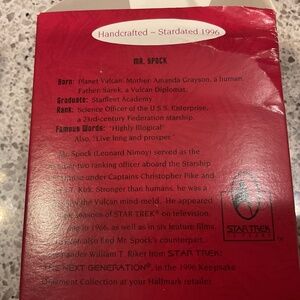 Handcrafted ~ Stardated 1996
MR. SPOCK
Born: Planet Vulcan. Mother: Amanda Grayson, a human.
Father: Sarek, a Vulcan Diplomat.
Graduate: Starfleet Academy
Rank: Science Officer of the U.S.S. Enterprise,
a 23rd-century Federation starship.
Famous Words: "Highly Illogical"
Also, "Live long and prosper."
Mr. Spock (Leonard Nimoy) served as the
two ranking officer aboard the Starship
under Captains Christopher Pike and
Kirk. Stronger than humans, he was a
the Vulcan mind-meld. He appeared
seasons of STAR TREK® on television,
in 1966, as well as in six feature films
also find Mr. Spock's counterpart,
William T. Riker from STAR TREK:
THE NEXT GENERATION®, in the 1996 Keepsake
Ornament Collection at your Hallmark retailer.
STAR TREK